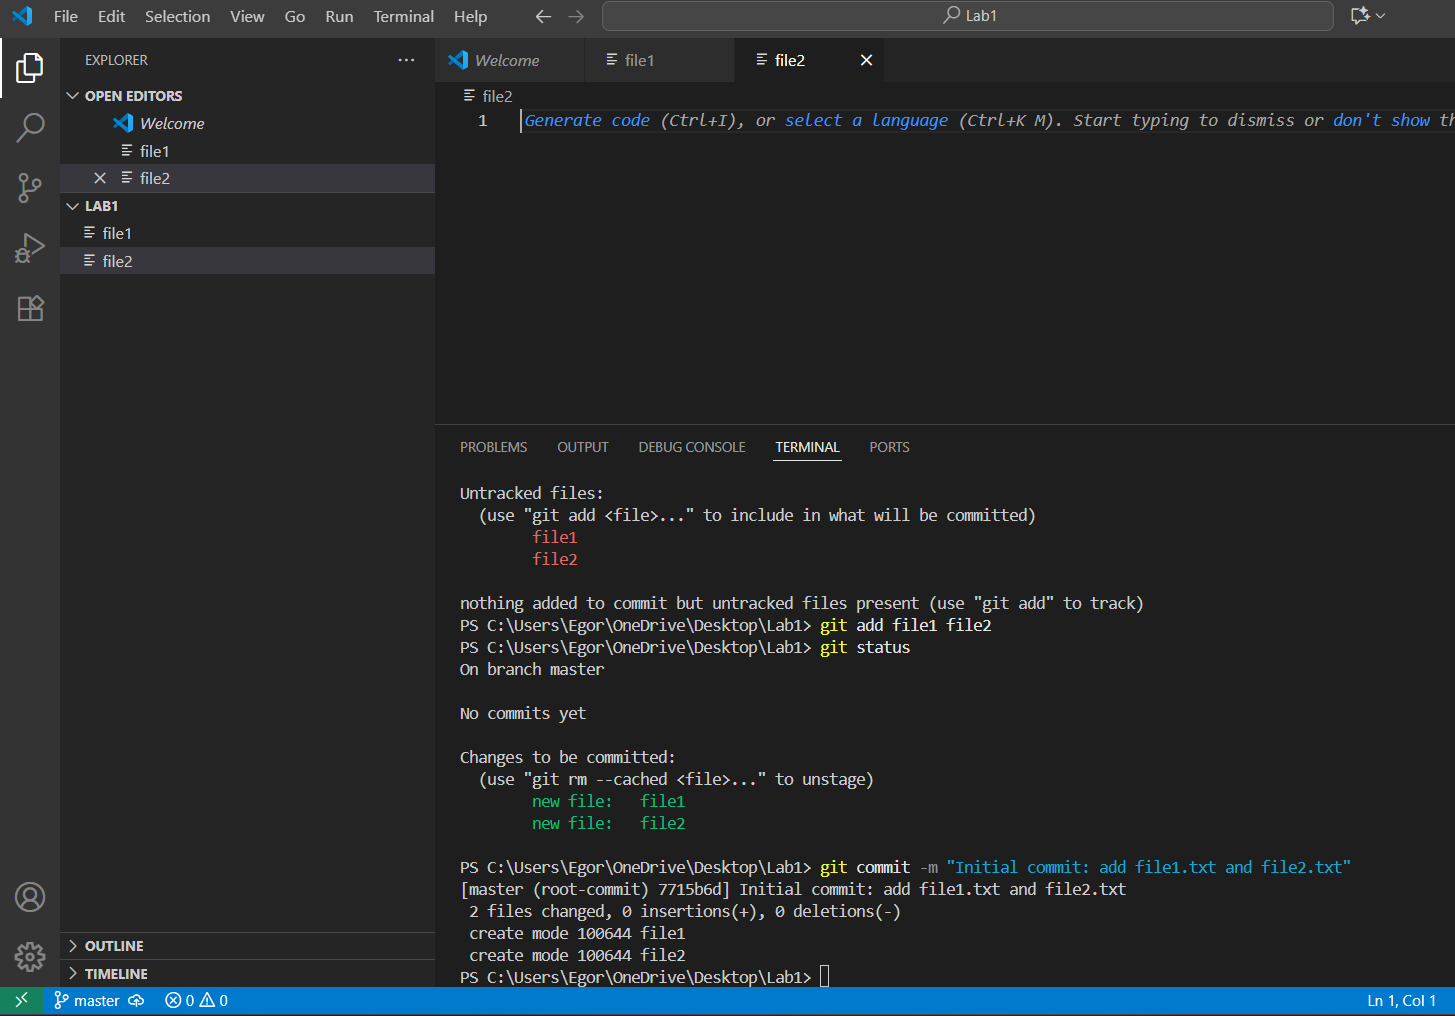 File Edit Selection View Go Run Terminal Help
Lab1
EXPLORER
OPEN EDITORS
Welcome
file1
file2
LAB1
file1
file2
OUTLINE
TIMELINE
Welcome
file1
file2
file2
1
Generate code (Ctrl+I), or select a language (Ctrl+K M). Start typing to dismiss or don't show th
PROBLEMS OUTPUT DEBUG CONSOLE TERMINAL PORTS
Untracked files:
(use "git add <file>..." to include in what will be committed)
file1
file2
nothing added to commit but untracked files present (use "git add" to track)
PS C:\Users\Egor\OneDrive\Desktop\Lab1> git add file1 file2
PS C:\Users\Egor\OneDrive\Desktop\Lab1> git status
On branch master
No commits yet
Changes to be committed:
(use "git rm --cached <file>..." to unstage)
new file: file1
new file: file2
PS C:\Users\Egor\OneDrive\Desktop\Lab1> git commit -m "Initial commit: add file1.txt and file2.txt"
[master (root-commit) 7715b6d] Initial commit: add file1.txt and file2.txt
2 files changed, 0 insertions(+), 0 deletions(-)
create mode 100644 file1
create mode 100644 file2
PS C:\Users\Egor\OneDrive\Desktop\Lab1>
master 0 0
Ln 1, Col 1